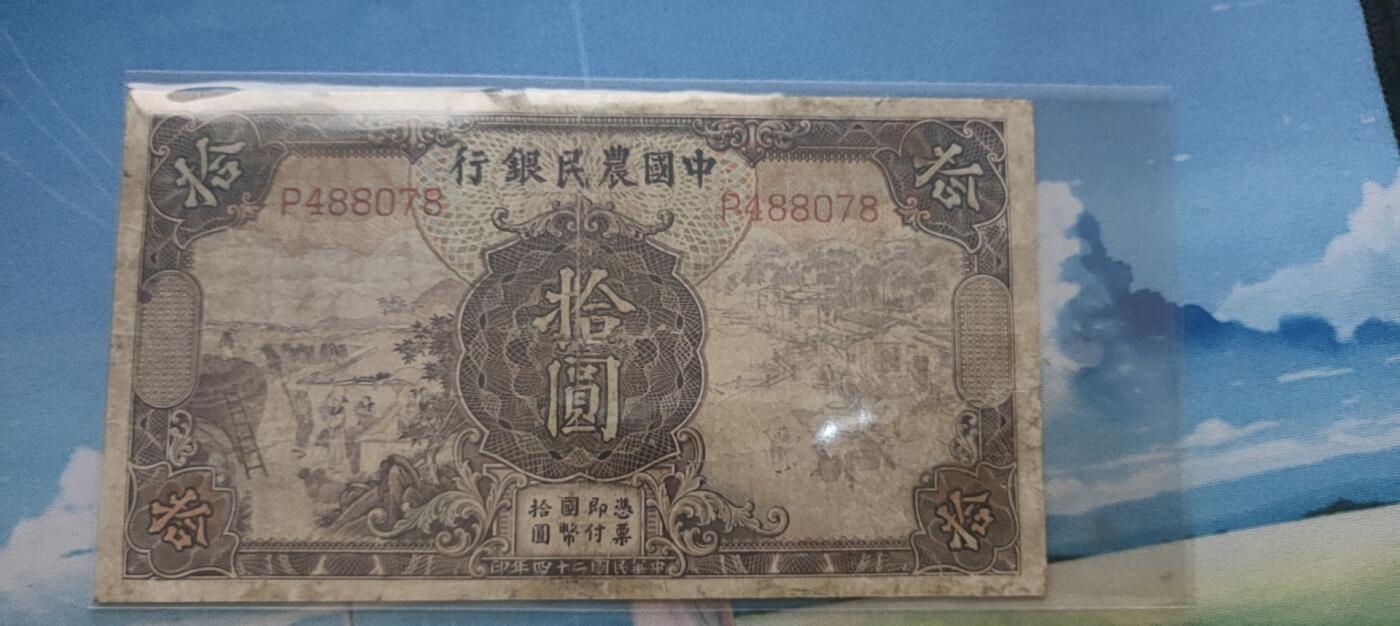 中國農民銀行
拾 拾
P488078 P488078
拾圓
憑票即付國幣拾圓
拾 拾
中華民國二十四年印